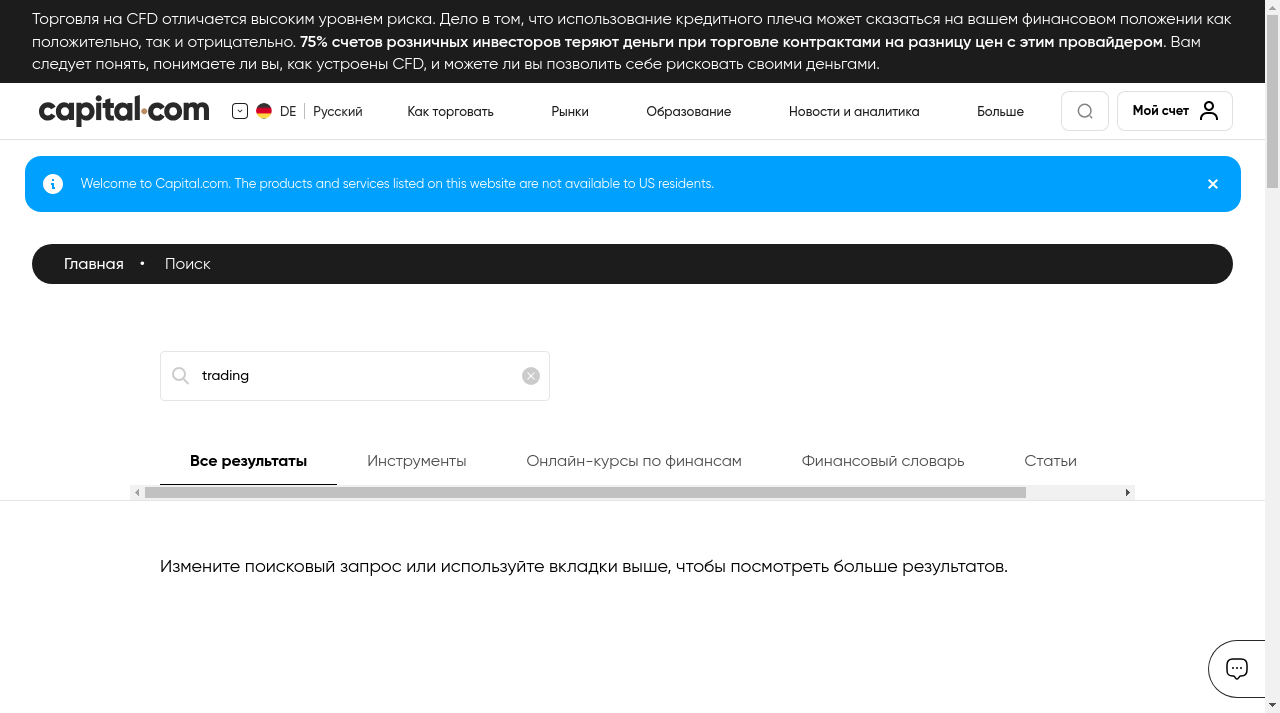 Торговля на CFD отличается высоким уровнем риска. Дело в том, что использование кредитного плеча может сказаться на вашем финансовом положении как
положительно, так и отрицательно. 75% счетов розничных инвесторов теряют деньги при торговле контрактами на разницу цен с этим провайдером. Вам
следует понять, понимаете ли вы, как устроены CFD, и можете ли вы позволить себе рисковать своими деньгами.
capital.com DE Русский Как торговать Рынки Образование Новости и аналитика Больше Мой счет
Welcome to Capital.com. The products and services listed on this website are not available to US residents.
Главная • Поиск
trading
Все результаты Инструменты Онлайн-курсы по финансам Финансовый словарь Статьи
Измените поисковый запрос или используйте вкладки выше, чтобы посмотреть больше результатов.